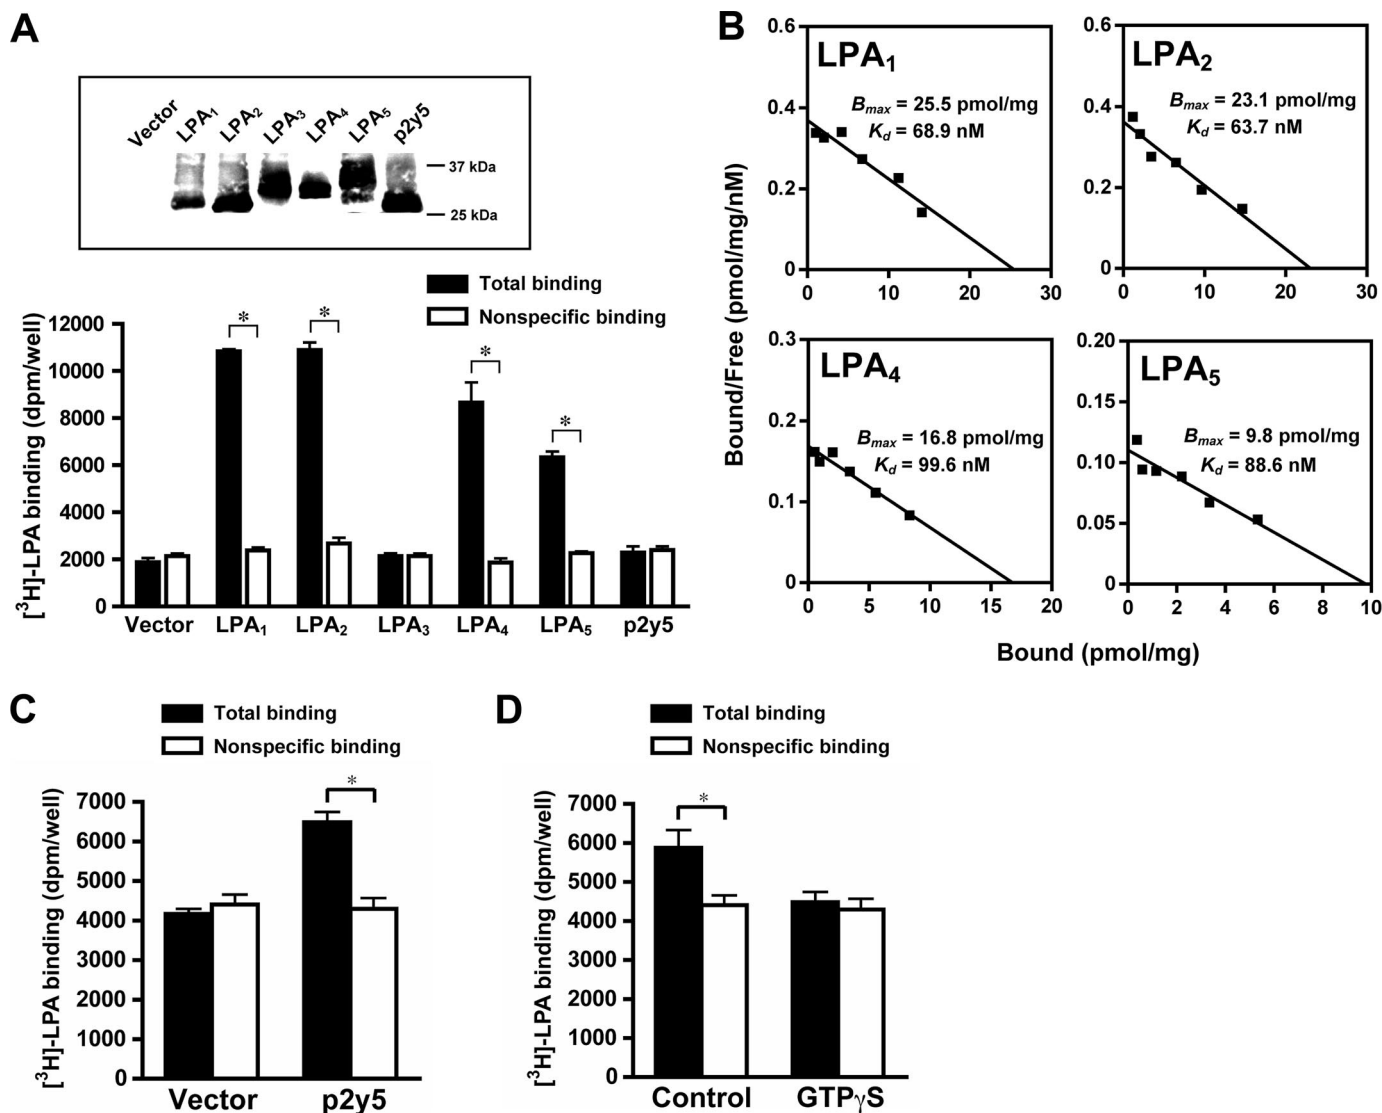 A
Vector LPA₁ LPA₂ LPA₃ LPA₄ LPA₅ p2y5
37 kDa
25 kDa
Total binding
Nonspecific binding
[³H]-LPA binding (dpm/well)
12000
10000
8000
6000
4000
2000
0
* * * *
Vector LPA₁ LPA₂ LPA₃ LPA₄ LPA₅ p2y5
B
Bound/Free (pmol/mg/nM)
LPA₁
Bmax = 25.5 pmol/mg
Kd = 68.9 nM
0.6
0.4
0.2
0
0 10 20 30
LPA₂
Bmax = 23.1 pmol/mg
Kd = 63.7 nM
0.6
0.4
0.2
0
0 10 20 30
LPA₄
Bmax = 16.8 pmol/mg
Kd = 99.6 nM
0.3
0.2
0.1
0
0 5 10 15 20
LPA₅
Bmax = 9.8 pmol/mg
Kd = 88.6 nM
0.20
0.15
0.10
0.05
0
0 2 4 6 8 10
Bound (pmol/mg)
C
Total binding
Nonspecific binding
[³H]-LPA binding (dpm/well)
7000
6000
5000
4000
3000
2000
1000
0
*
Vector p2y5
D
Total binding
Nonspecific binding
[³H]-LPA binding (dpm/well)
7000
6000
5000
4000
3000
2000
1000
0
*
Control GTPγS